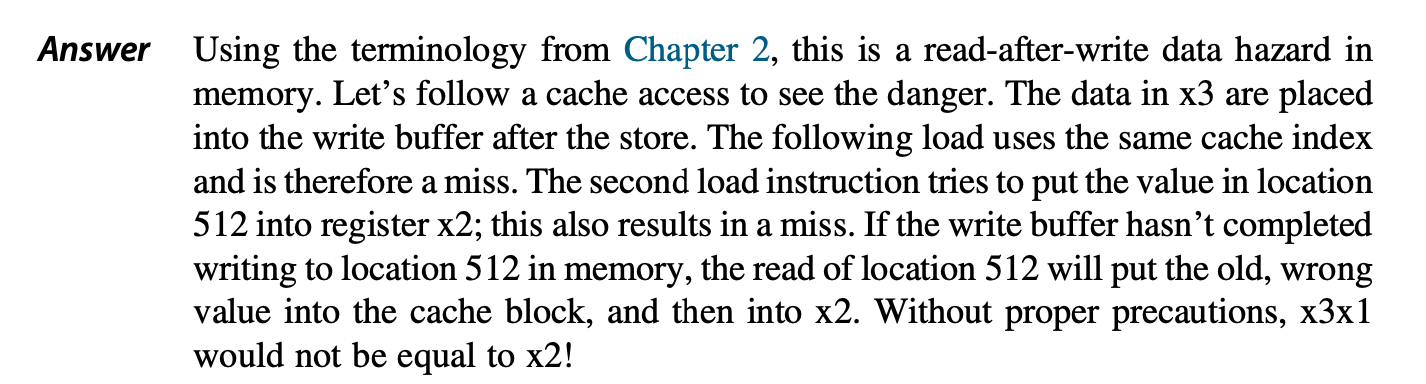 Answer Using the terminology from Chapter 2, this is a read-after-write data hazard in
memory. Let’s follow a cache access to see the danger. The data in x3 are placed
into the write buffer after the store. The following load uses the same cache index
and is therefore a miss. The second load instruction tries to put the value in location
512 into register x2; this also results in a miss. If the write buffer hasn’t completed
writing to location 512 in memory, the read of location 512 will put the old, wrong
value into the cache block, and then into x2. Without proper precautions, x3x1
would not be equal to x2!